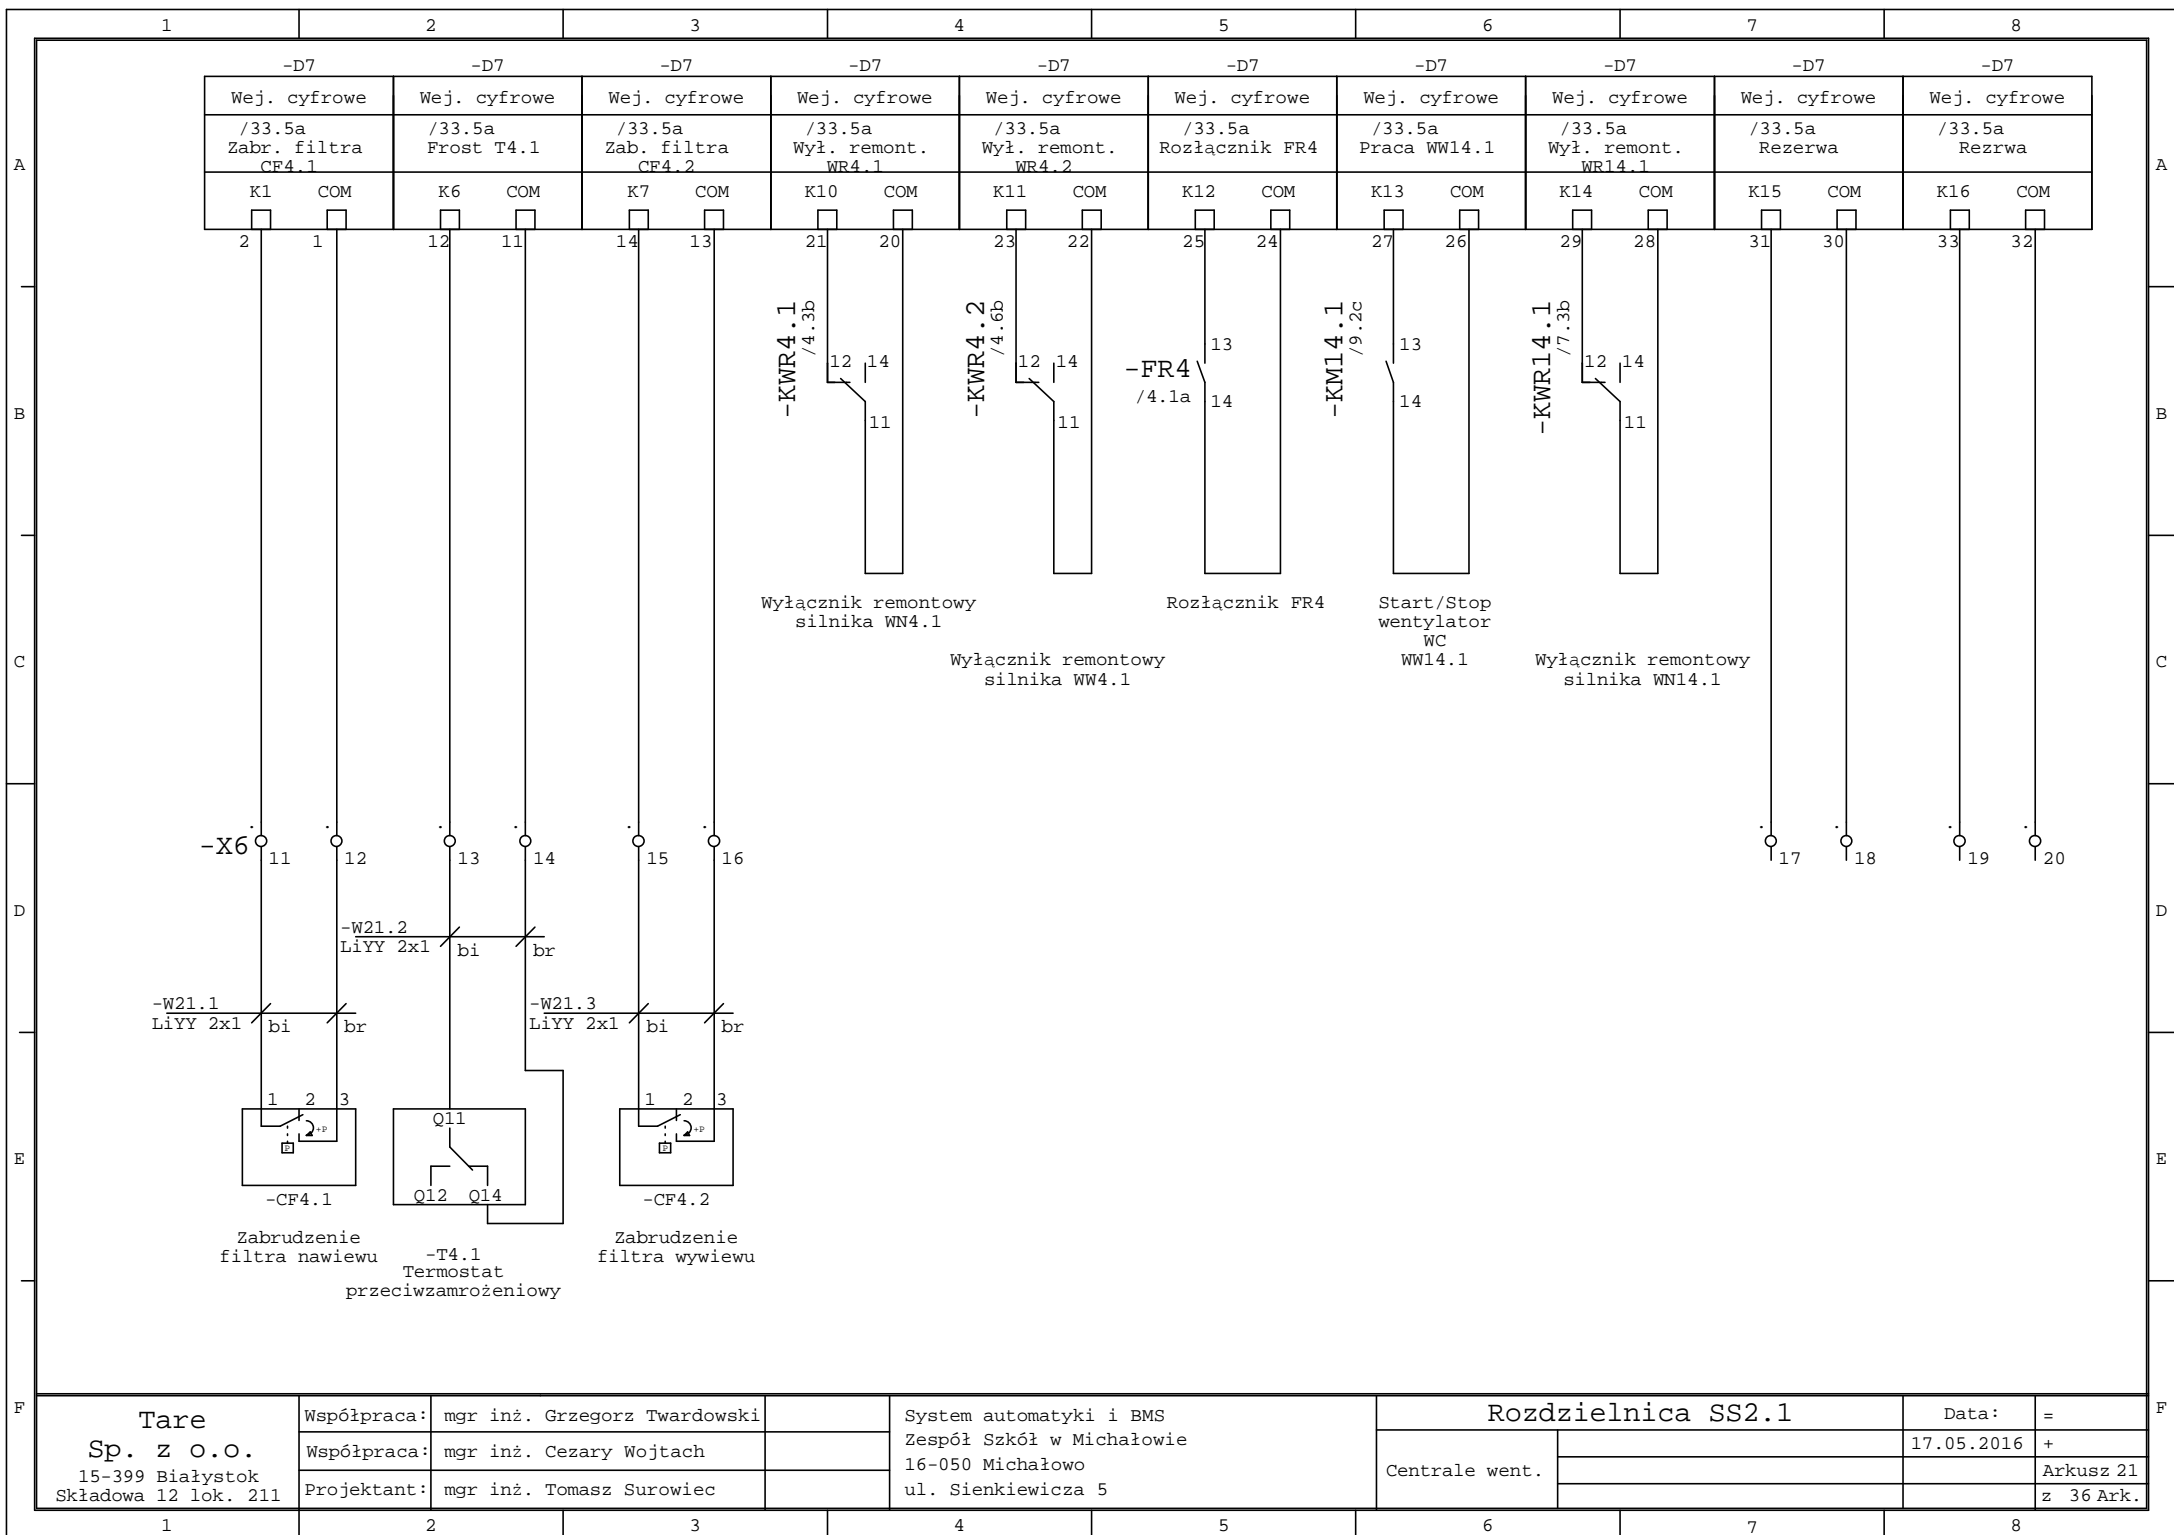 1 2 3 4 5 6 7 8
-D7 -D7 -D7 -D7 -D7 -D7 -D7 -D7 -D7 -D7
Wej. cyfrowe Wej. cyfrowe Wej. cyfrowe Wej. cyfrowe Wej. cyfrowe Wej. cyfrowe Wej. cyfrowe Wej. cyfrowe Wej. cyfrowe Wej. cyfrowe
/33.5a /33.5a /33.5a /33.5a /33.5a /33.5a /33.5a /33.5a /33.5a /33.5a
Zabr. filtra Frost T4.1 Zab. filtra Wył. remont. Wył. remont. Rozłącznik FR4 Praca WW14.1 Wył. remont. Rezerwa Rezrwa
A CF4.1 CF4.2 WR4.1 WR4.2 WR14.1 A
K1 COM K6 COM K7 COM K10 COM K11 COM K12 COM K13 COM K14 COM K15 COM K16 COM
2 1 12 11 14 13 21 20 23 22 25 24 27 26 29 28 31 30 33 32
-KWR4.1
/4.3b
12 14
11
-KWR4.2
/4.6b
12 14
11
-FR4
/4.1a
13
14
-KM14.1
/9.2c
13
14
-KWR14.1
/7.3b
12 14
11
B B
Wyłącznik remontowy
silnika WN4.1
Wyłącznik remontowy
silnika WW4.1
Rozłącznik FR4
Start/Stop
wentylator
WC
WW14.1
Wyłącznik remontowy
silnika WN14.1
C C
-X6 11 12 13 14 15 16 17 18 19 20
D D
-W21.2
LiYY 2x1 bi br
-W21.1
LiYY 2x1 bi br
-W21.3
LiYY 2x1 bi br
1 2 3
+P
P
-CF4.1
Zabrudzenie
filtra nawiewu
Q11
Q12 Q14
-T4.1
Termostat
przeciwzamrożeniowy
1 2 3
+P
P
-CF4.2
Zabrudzenie
filtra wywiewu
E E
F F
Tare
Sp. z o.o.
15-399 Białystok
Składowa 12 lok. 211
Współpraca: mgr inż. Grzegorz Twardowski
Współpraca: mgr inż. Cezary Wojtach
Projektant: mgr inż. Tomasz Surowiec
System automatyki i BMS
Zespół Szkół w Michałowie
16-050 Michałowo
ul. Sienkiewicza 5
Rozdzielnica SS2.1
Centrale went.
Data: =
17.05.2016 +
Arkusz 21
z 36 Ark.
1 2 3 4 5 6 7 8